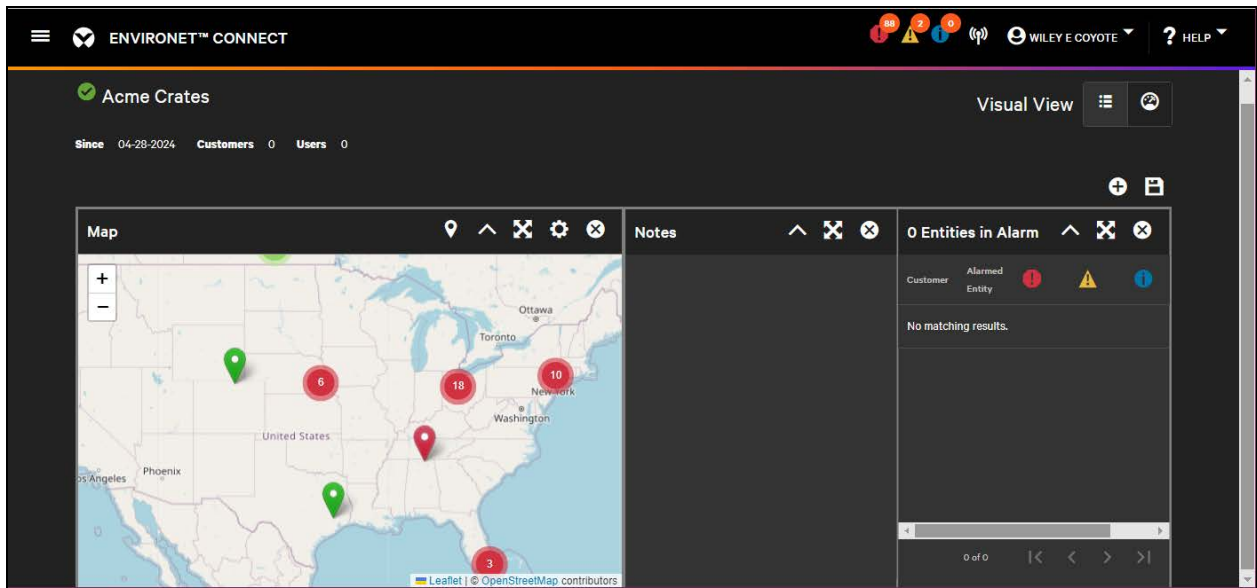 88 2 0
ENVIRONET™ CONNECT
WILEY E COYOTE
? HELP
Acme Crates
Visual View
Since 04-28-2024 Customers 0 Users 0
Map
Notes
0 Entities in Alarm
+
−
Ottawa
Toronto
6
18
10
New York
Washington
United States
Phoenix
os Angeles
3
Leaflet | © OpenStreetMap contributors
Customer
Alarmed
Entity
No matching results.
0 of 0